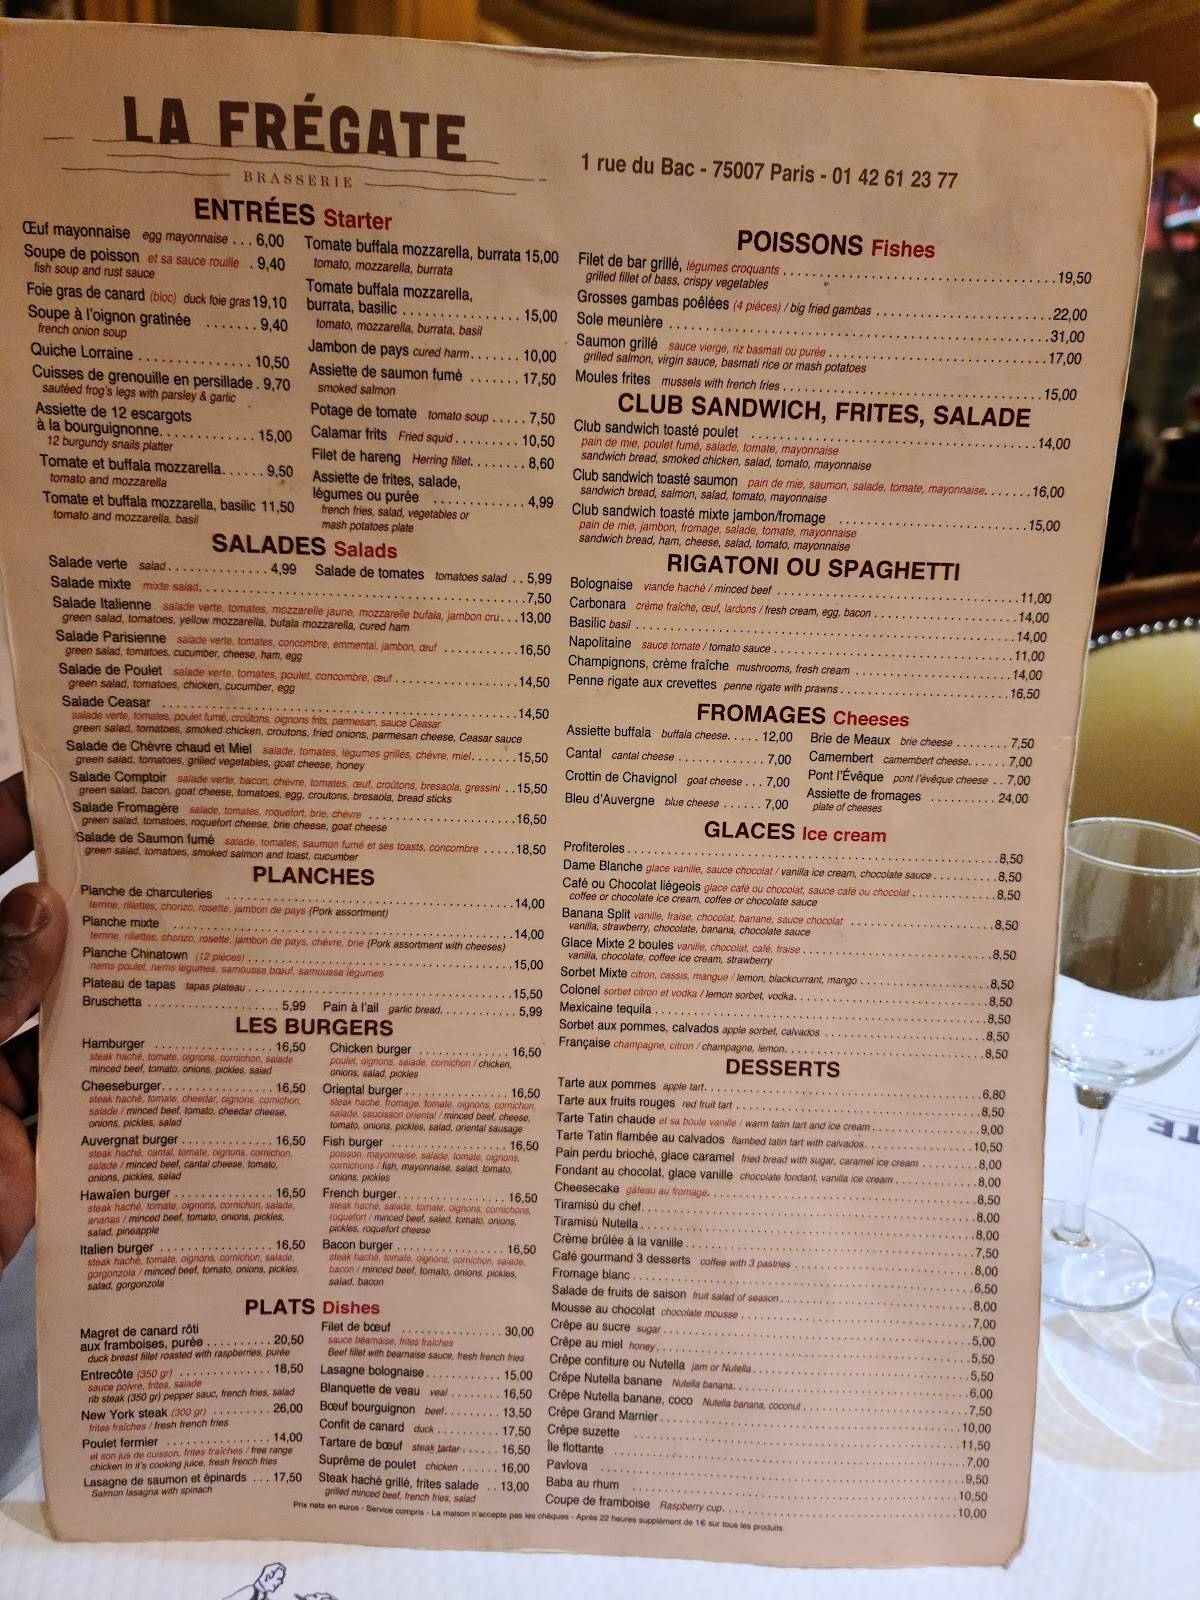 LA FRÉGATE
BRASSERIE
1 rue du Bac - 75007 Paris - 01 42 61 23 77
ENTRÉES Starter
Œuf mayonnaise egg mayonnaise . . . 6,00
Soupe de poisson et sa sauce rouille . 9,40
fish soup and rust sauce
Foie gras de canard (bloc) duck foie gras 19,10
Soupe à l'oignon gratinée . . . . . . . 9,40
french onion soup
Quiche Lorraine . . . . . . . . . . . . . . 10,50
Cuisses de grenouille en persillade . 9,70
sautéed frog's legs with parsley & garlic
Assiette de 12 escargots
à la bourguignonne. . . . . . . . . . . . 15,00
12 burgundy snails platter
Tomate et buffala mozzarella. . . . . . 9,50
tomato and mozzarella
Tomate et buffala mozzarella, basilic 11,50
tomato and mozzarella, basil
Tomate buffala mozzarella, burrata 15,00
tomato, mozzarella, burrata
Tomate buffala mozzarella,
burrata, basilic . . . . . . . . . . . . . . 15,00
tomato, mozzarella, burrata, basil
Jambon de pays cured harm. . . . . . . 10,00
Assiette de saumon fumé . . . . . . . 17,50
smoked salmon
Potage de tomate tomato soup . . . . . 7,50
Calamar frits Fried squid . . . . . . . . 10,50
Filet de hareng Herring fillet. . . . . . . 8,60
Assiette de frites, salade,
légumes ou purée . . . . . . . . . . . 4,99
french fries, salad, vegetables or
mash potatoes plate
SALADES Salads
Salade verte salad . . . . . . . . . . . . 4,99 Salade de tomates tomatoes salad . . 5,99
Salade mixte mixte salad. . . . . . . . . . . . . . . . . . . . . . . 7,50
Salade Italienne salade verte, tomates, mozzarelle jaune, mozzarelle bufala, jambon cru. . . 13,00
green salad, tomatoes, yellow mozzarella, bufala mozzarella, cured ham
Salade Parisienne salade verte, tomates, concombre, emmental, jambon, œuf . . . . . . . . 16,50
green salad, tomatoes, cucumber, cheese, ham, egg
Salade de Poulet salade verte, tomates, poulet, concombre, œuf . . . . . . . . . . 14,50
green salad, tomatoes, chicken, cucumber, egg
Salade Ceasar . . . . . . . . . . . . . . . . . . . . . . . . 14,50
salade verte, tomates, poulet fumé, croûtons, oignons frits, parmesan, sauce Ceasar
green salad, tomatoes, smoked chicken, croutons, fried onions, parmesan cheese, Ceasar sauce
Salade de Chèvre chaud et Miel salade, tomates, légumes grillés, chèvre, miel. . . . . . 15,50
green salad, tomatoes, grilled vegetables, goat cheese, honey
Salade Comptoir salade verte, bacon, chèvre, tomates, œuf, croûtons, bresaola, gressini . . 15,50
green salad, bacon, goat cheese, tomatoes, egg, croutons, bresaola, bread sticks
Salade Fromagère salade, tomates, roquefort, brie, chèvre . . . . . . . . . . . . 16,50
green salad, tomatoes, roquefort cheese, brie cheese, goat cheese
Salade de Saumon fumé salade, tomates, saumon fumé et ses toasts, concombre . . . . . 18,50
green salad, tomatoes, smoked salmon and toast, cucumber
PLANCHES
Planche de charcuteries . . . . . . . . . . . . . . . . . . . . 14,00
terrine, rillettes, chorizo, rosette, jambon de pays (Pork assortment)
Planche mixte . . . . . . . . . . . . . . . . . . . . . . . . 14,00
terrine, rillettes, chorizo, rosette, jambon de pays, chèvre, brie (Pork assortment with cheeses)
Planche Chinatown (12 pièces) . . . . . . . . . . . . . . . . . 15,00
nems poulet, nems légumes, samoussa bœuf, samoussa légumes
Plateau de tapas tapas plateau . . . . . . . . . . . . . . . . . 15,50
Bruschetta . . . . . . . . . . . . . . 5,99 Pain à l'ail garlic bread. . . . . . . . 5,99
LES BURGERS
Hamburger . . . . . . . . . . . . . 16,50
steak haché, tomate, oignons, cornichon, salade
minced beef, tomato, onions, pickles, salad
Cheeseburger. . . . . . . . . . . . 16,50
steak haché, tomate, cheedar, oignons, cornichon,
salade / minced beef, tomato, cheedar cheese,
onions, pickles, salad
Auvergnat burger . . . . . . . . . 16,50
steak haché, cantal, tomate, oignons, cornichon,
salade / minced beef, cantal cheese, tomato,
onions, pickles, salad
Hawaïen burger . . . . . . . . . . 16,50
steak haché, tomate, oignons, cornichon, salade,
ananas / minced beef, tomato, onions, pickles,
salad, pineapple
Italien burger . . . . . . . . . . . . 16,50
steak haché, tomate, oignons, cornichon, salade,
gorgonzola / minced beef, tomato, onions, pickles,
salad, gorgonzola
Chicken burger . . . . . . . . . . 16,50
poulet, oignons, salade, cornichon / chicken,
onions, salad, pickles
Oriental burger . . . . . . . . . . . 16,50
steak haché, fromage, tomate, oignons, cornichon,
salade, saucisson oriental / minced beef, cheese,
tomato, onions, pickles, salad, oriental sausage
Fish burger . . . . . . . . . . . . . 16,50
poisson, mayonnaise, salade, tomate, oignons,
cornichons / fish, mayonnaise, salad, tomato,
onions, pickles
French burger. . . . . . . . . . . . 16,50
steak haché, salade, tomate, oignons, cornichons,
roquefort / minced beef, saled, tomato, onions,
pickles, roquefort cheese
Bacon burger . . . . . . . . . . . . 16,50
steak haché, tomate, oignons, cornichon, salade,
bacon / minced beef, tomato, onions, pickles,
salad, bacon
PLATS Dishes
Magret de canard rôti
aux framboises, purée . . . . . . . . . 20,50
duck breast fillet roasted with raspberries, purée
Entrecôte (350 gr) . . . . . . . . . . . 18,50
sauce poivre, frites, salade
rib steak (350 gr) pepper sauc, french fries, salad
New York steak (300 gr) . . . . . . . . 26,00
frites fraîches / fresh french fries
Poulet fermier . . . . . . . . . . . . . 14,00
et son jus de cuisson, frites fraîches / free range
chicken in it's cooking juice, fresh french fries
Lasagne de saumon et épinards . . . 17,50
Salmon lasagna with spinach
Filet de bœuf . . . . . . . . . . . . 30,00
sauce béarnaise, frites fraîches
Beef fillet with bearnaise sauce, fresh french fries
Lasagne bolognaise . . . . . . . . . . 15,00
Blanquette de veau veal . . . . . . . 16,50
Bœuf bourguignon beef. . . . . . . . 13,50
Confit de canard duck . . . . . . . . . 17,50
Tartare de bœuf steak tartar . . . . . 16,50
Suprême de poulet chicken . . . . . . 16,00
Steak haché grillé, frites salade . . 13,00
grilled minced beef, french fries, salad
POISSONS Fishes
Filet de bar grillé, légumes croquants . . . . . . . . . . . . . . . 19,50
grilled fillet of bass, crispy vegetables
Grosses gambas poêlées (4 pièces) / big fried gambas . . . . . . . . . . 22,00
Sole meunière . . . . . . . . . . . . . . . . . . . . . . . . 31,00
Saumon grillé sauce vierge, riz basmati ou purée . . . . . . . . . . . . . 17,00
grilled salmon, virgin sauce, basmati rice or mash potatoes
Moules frites mussels with french fries . . . . . . . . . . . . . . . . . 15,00
CLUB SANDWICH, FRITES, SALADE
Club sandwich toasté poulet . . . . . . . . . . . . . . . . . . 14,00
pain de mie, poulet fumé, salade, tomate, mayonnaise
sandwich bread, smoked chicken, salad, tomato, mayonnaise
Club sandwich toasté saumon pain de mie, saumon, salade, tomate, mayonnaise. . . . . . . 16,00
sandwich bread, salmon, salad, tomato, mayonnaise
Club sandwich toasté mixte jambon/fromage . . . . . . . . . . . 15,00
pain de mie, jambon, fromage, salade, tomate, mayonnaise
sandwich bread, ham, cheese, salad, tomato, mayonnaise
RIGATONI OU SPAGHETTI
Bolognaise viande haché / minced beef . . . . . . . . . . . . . . . . . 11,00
Carbonara crème fraîche, œuf, lardons / fresh cream, egg, bacon . . . . . . . . . 14,00
Basilic basil . . . . . . . . . . . . . . . . . . . . . . . . . . 14,00
Napolitaine sauce tomate / tomato sauce . . . . . . . . . . . . . . . . 11,00
Champignons, crème fraîche mushrooms, fresh cream . . . . . . . . . . . 14,00
Penne rigate aux crevettes penne rigate with prawns . . . . . . . . . . . . 16,50
FROMAGES Cheeses
Assiette buffala buffala cheese. . . . . 12,00
Cantal cantal cheese . . . . . . . . . . . 7,00
Crottin de Chavignol goat cheese . . . 7,00
Bleu d'Auvergne blue cheese . . . . . . 7,00
Brie de Meaux brie cheese . . . . . . . . 7,50
Camembert camembert cheese. . . . . . 7,00
Pont l'Évêque pont l'évêque cheese . . 7,00
Assiette de fromages . . . . . . . . . . 24,00
plate of cheeses
GLACES Ice cream
Profiteroles . . . . . . . . . . . . . . . . . . . . . . . . . . . 8,50
Dame Blanche glace vanille, sauce chocolat / vanilla ice cream, chocolate sauce . . . . . . 8,50
Café ou Chocolat liégeois glace café ou chocolat, sauce café ou chocolat . . . . . . . . 8,50
coffee or chocolate ice cream, coffee or chocolate sauce
Banana Split vanille, fraise, chocolat, banane, sauce chocolat . . . . . . . . . . . 8,50
vanilla, strawberry, chocolate, banana, chocolate sauce
Glace Mixte 2 boules vanille, chocolat, café, fraise . . . . . . . . . . . . . . . 8,50
vanilla, chocolate, coffee ice cream, strawberry
Sorbet Mixte citron, cassis, mangue / lemon, blackcurrant, mango . . . . . . . . . . 8,50
Colonel sorbet citron et vodka / lemon sorbet, vodka. . . . . . . . . . . . . . 8,50
Mexicaine tequila . . . . . . . . . . . . . . . . . . . . . . . . . 8,50
Sorbet aux pommes, calvados apple sorbet, calvados . . . . . . . . . . . . . 8,50
Française champagne, citron / champagne, lemon. . . . . . . . . . . . . . . 8,50
DESSERTS
Tarte aux pommes apple tart. . . . . . . . . . . . . . . . . . . . . 6,80
Tarte aux fruits rouges red fruit tart . . . . . . . . . . . . . . . . . . 8,50
Tarte Tatin chaude et sa boule vanille / warm tatin tart and ice cream . . . . . . . . 9,00
Tarte Tatin flambée au calvados flambed tatin tart with calvados . . . . . . . . . 10,50
Pain perdu brioché, glace caramel fried bread with sugar, caramel ice cream . . . . . . 8,00
Fondant au chocolat, glace vanille chocolate fondant, vanilla ice cream . . . . . . . . 8,00
Cheesecake gâteau au fromage. . . . . . . . . . . . . . . . . . . . 8,50
Tiramisù du chef . . . . . . . . . . . . . . . . . . . . . . . . . 8,00
Tiramisù Nutella . . . . . . . . . . . . . . . . . . . . . . . . . 8,00
Crème brûlée à la vanille . . . . . . . . . . . . . . . . . . . . . 7,50
Café gourmand 3 desserts coffee with 3 pastries . . . . . . . . . . . . . . 8,00
Fromage blanc . . . . . . . . . . . . . . . . . . . . . . . . . . 6,50
Salade de fruits de saison fruit salad of season . . . . . . . . . . . . . . . 8,00
Mousse au chocolat chocolate mousse . . . . . . . . . . . . . . . . . 7,00
Crêpe au sucre sugar . . . . . . . . . . . . . . . . . . . . . . . 5,00
Crêpe au miel honey . . . . . . . . . . . . . . . . . . . . . . . . 5,50
Crêpe confiture ou Nutella jam or Nutella . . . . . . . . . . . . . . . . . 5,50
Crêpe Nutella banane Nutella banana. . . . . . . . . . . . . . . . . . . 6,00
Crêpe Nutella banane, coco Nutella banana, coconut . . . . . . . . . . . . . 7,50
Crêpe Grand Marnier. . . . . . . . . . . . . . . . . . . . . . . . 10,00
Crêpe suzette . . . . . . . . . . . . . . . . . . . . . . . . . . 11,50
Île flottante . . . . . . . . . . . . . . . . . . . . . . . . . . . 7,00
Pavlova . . . . . . . . . . . . . . . . . . . . . . . . . . . . . 9,50
Baba au rhum . . . . . . . . . . . . . . . . . . . . . . . . . . 10,50
Coupe de framboise Raspberry cup. . . . . . . . . . . . . . . . . . . 10,00
Prix nets en euros - Service compris - La maison n'accepte pas les chèques - Après 22 heures supplément de 1€ sur tous les produits